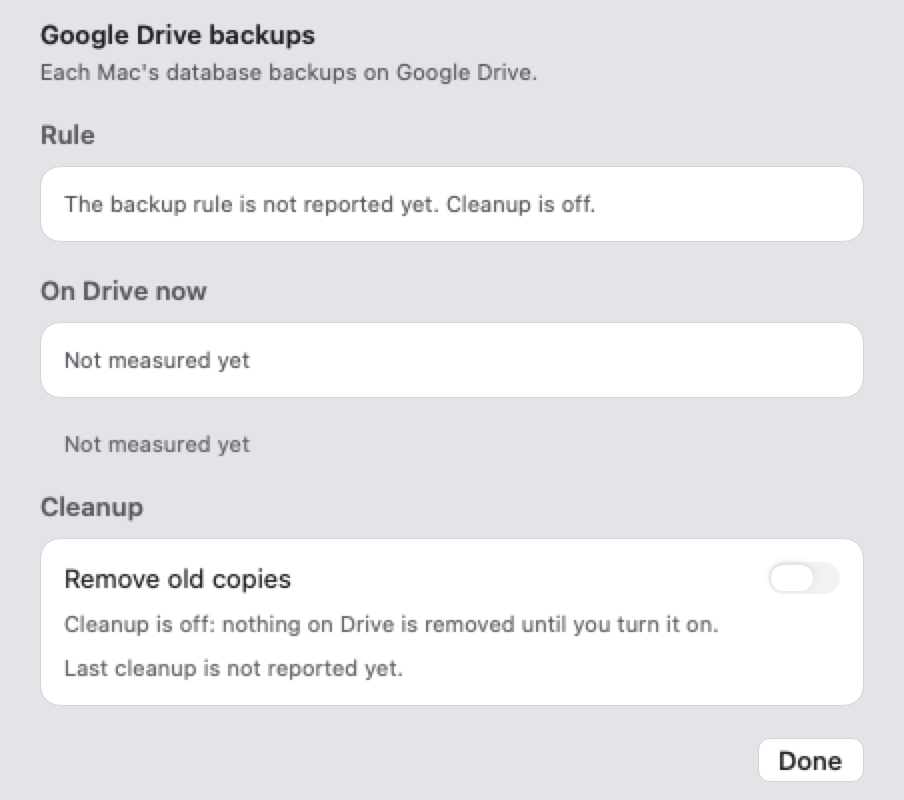 Google Drive backups
Each Mac's database backups on Google Drive.
Rule
The backup rule is not reported yet. Cleanup is off.
On Drive now
Not measured yet
Not measured yet
Cleanup
Remove old copies
Cleanup is off: nothing on Drive is removed until you turn it on.
Last cleanup is not reported yet.
Done